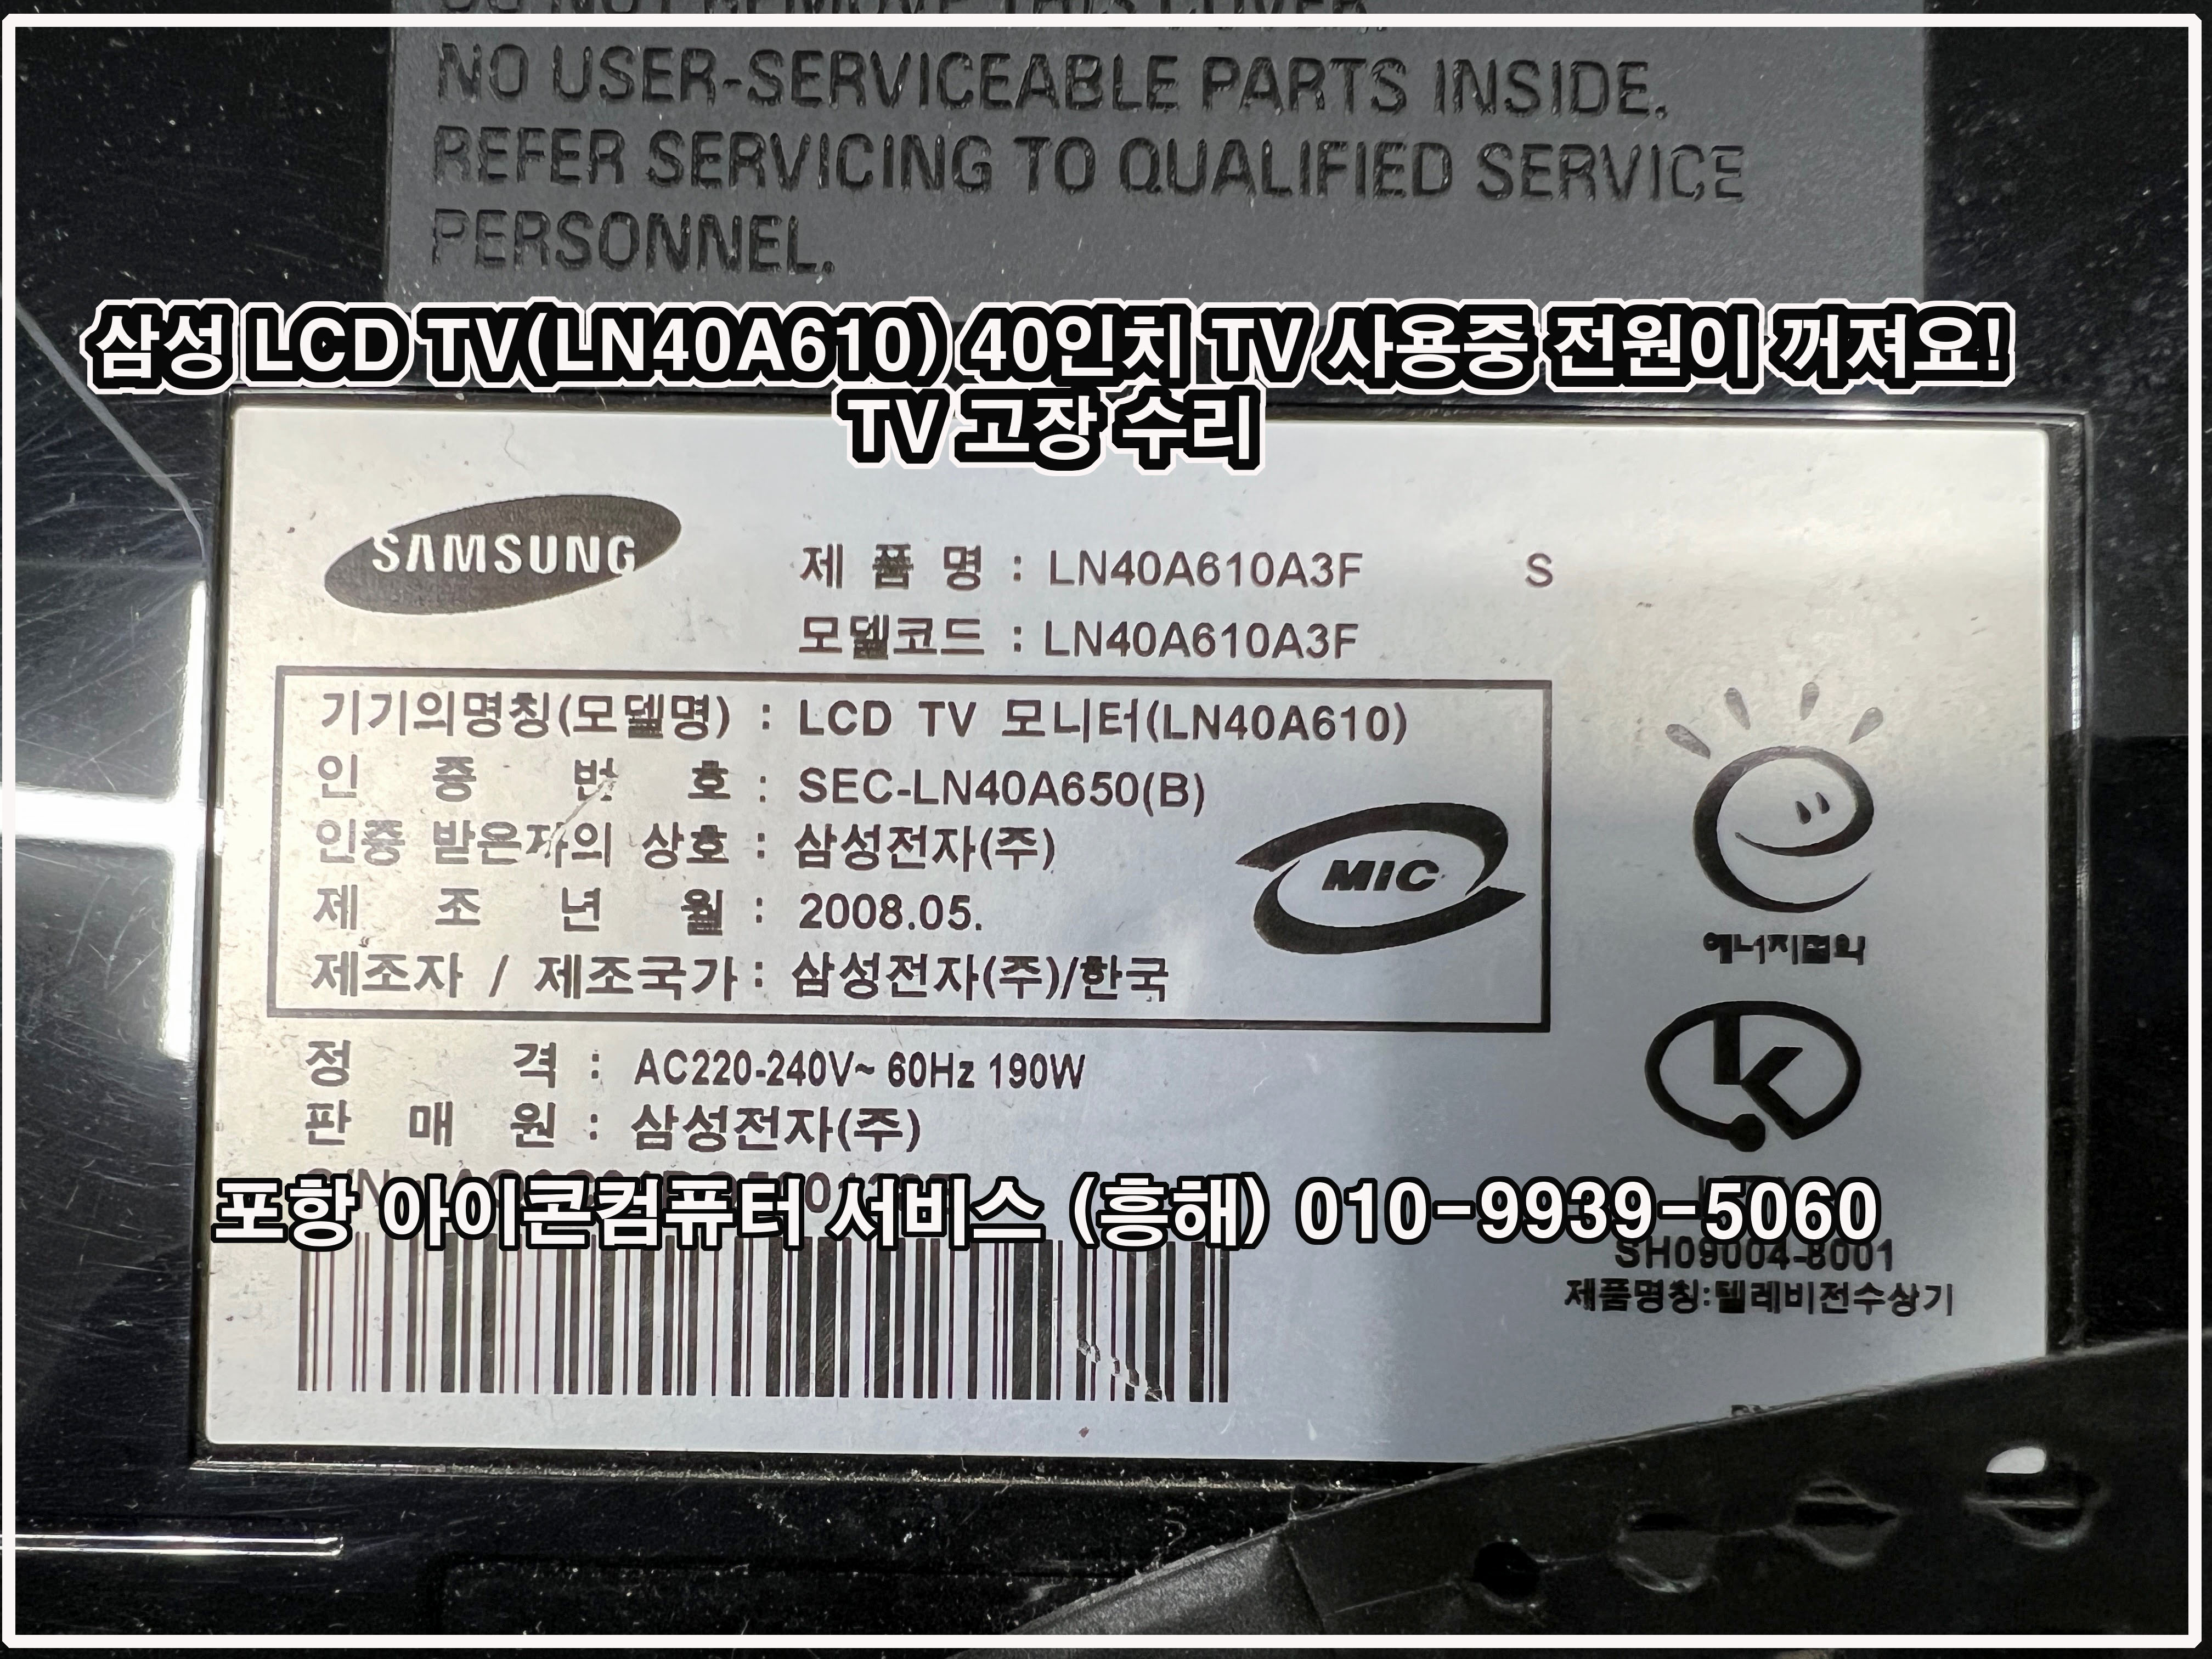 DO NOT REMOVE THIS COVER.
NO USER-SERVICEABLE PARTS INSIDE.
REFER SERVICING TO QUALIFIED SERVICE
PERSONNEL.
삼성 LCD TV(LN40A610) 40인치 TV 사용중 전원이 꺼져요!
TV 고장 수리
SAMSUNG
제 품 명 : LN40A610A3F S
모델코드 : LN40A610A3F
기기의명칭(모델명) : LCD TV 모니터(LN40A610)
인 증 번 호 : SEC-LN40A650(B)
인증 받은자의 상호 : 삼성전자(주)
제 조 년 월 : 2008.05.
제조자 / 제조국가 : 삼성전자(주)/한국
MIC
에너지절약
정 격 : AC220-240V~ 60Hz 190W
판 매 원 : 삼성전자(주)
포항 아이콘컴퓨터 서비스 (흥해) 010-9939-5060
SH09004-8001
제품명칭:텔레비전수상기